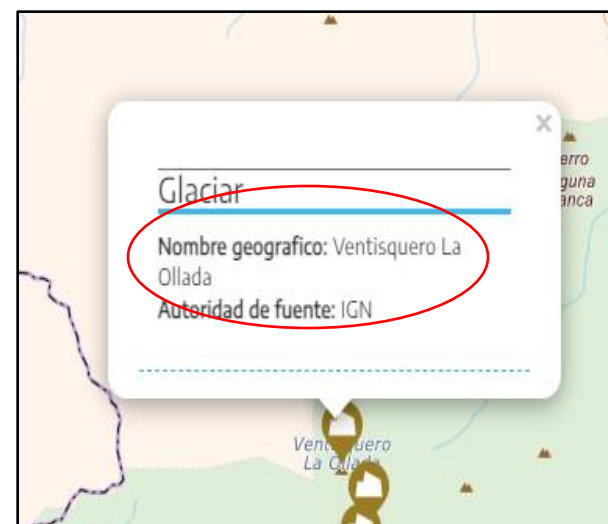 ×
Glaciar
Nombre geografico: Ventisquero La
Ollada
Autoridad de fuente: IGN
erro
guna
anca
Ventisquero
La Ollada